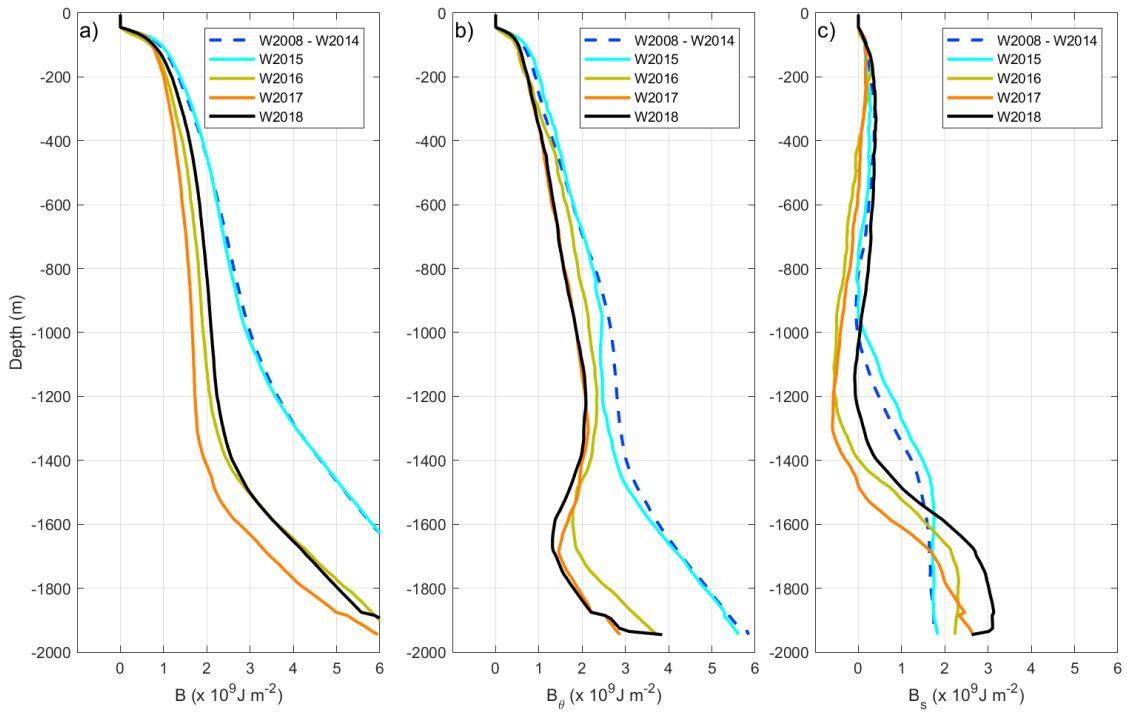 a)
W2008 - W2014
W2015
W2016
W2017
W2018
0
-200
-400
-600
-800
-1000
-1200
-1400
-1600
-1800
-2000
Depth (m)
0 1 2 3 4 5 6
B (x 10⁹J m⁻²)
b)
W2008 - W2014
W2015
W2016
W2017
W2018
0
-200
-400
-600
-800
-1000
-1200
-1400
-1600
-1800
-2000
0 1 2 3 4 5 6
B_θ (x 10⁹J m⁻²)
c)
W2008 - W2014
W2015
W2016
W2017
W2018
0
-200
-400
-600
-800
-1000
-1200
-1400
-1600
-1800
-2000
-1 0 1 2 3 4 5 6
B_s (x 10⁹J m⁻²)